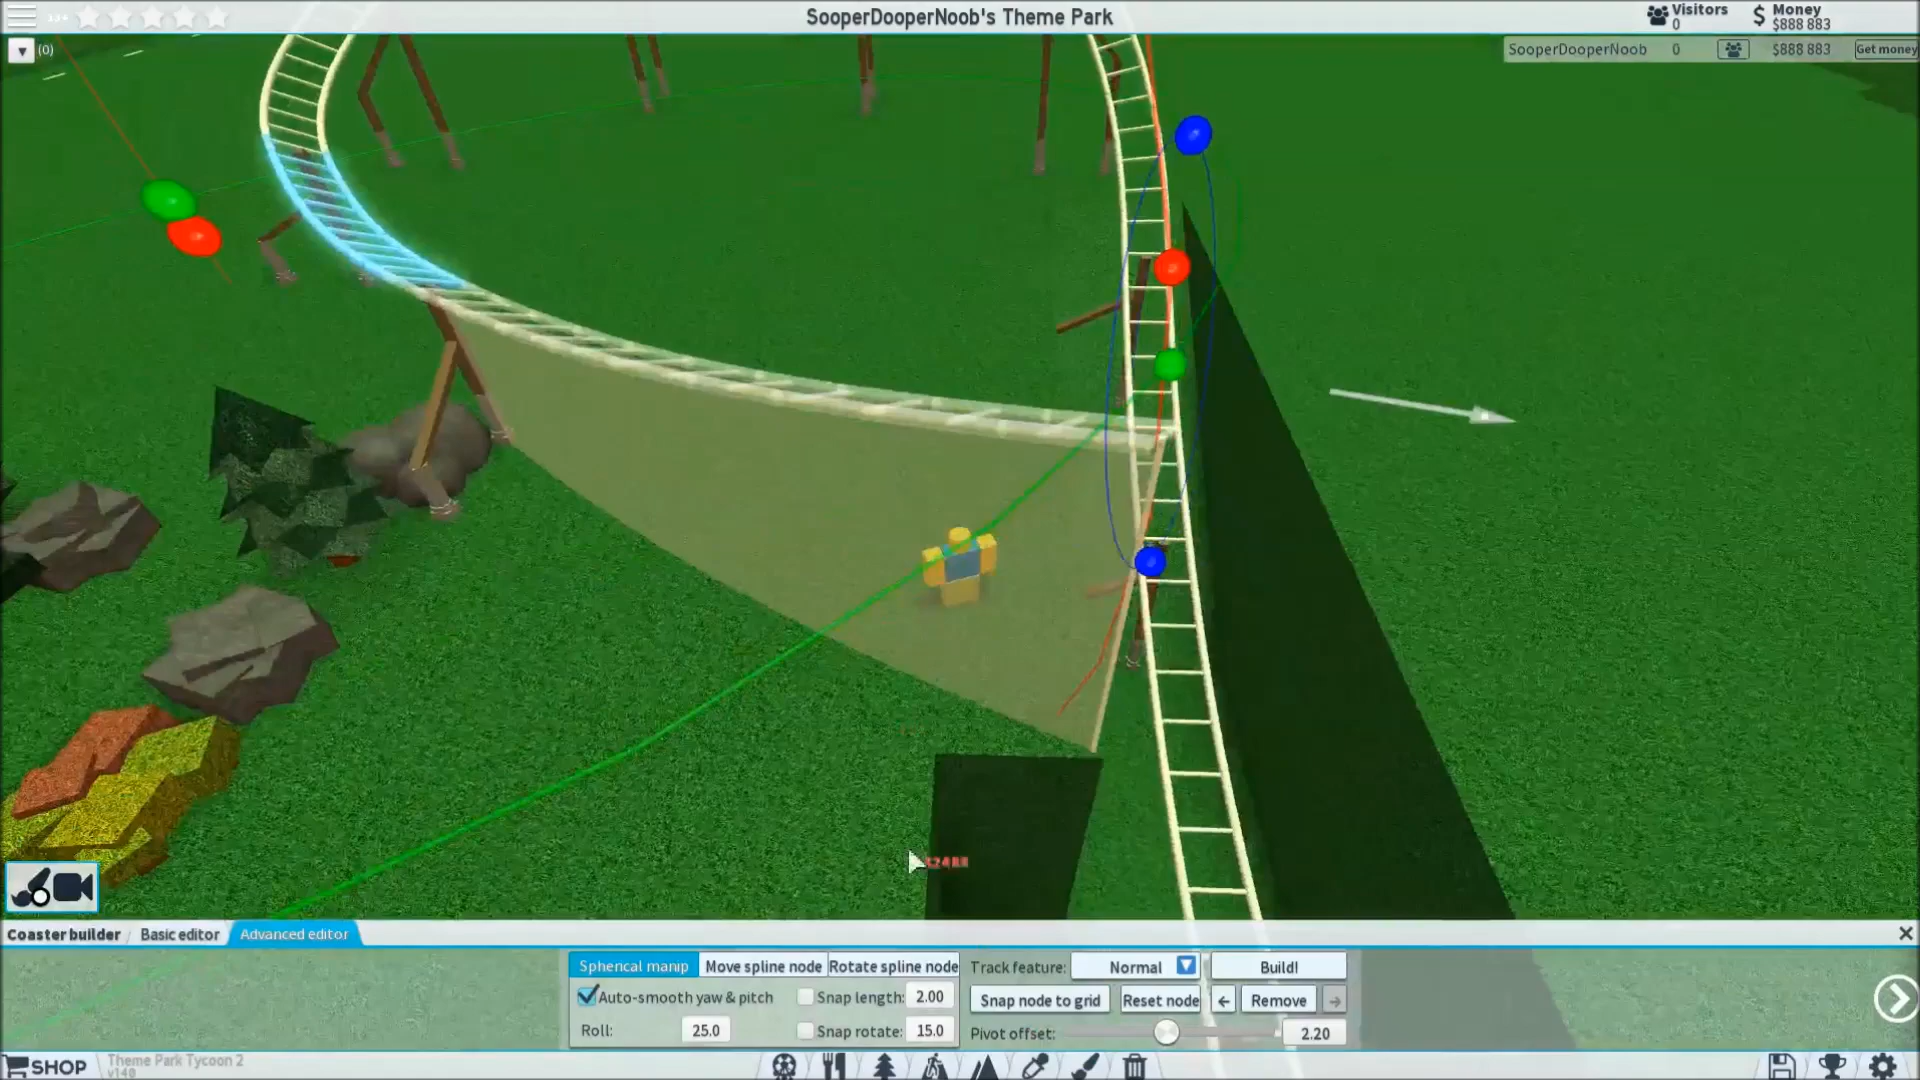 SooperDooperNoob's Theme Park
Visitors
0
$ Money
$888 883
(0)
SooperDooperNoob 0 $888 883 Get money
Coaster builder Basic editor Advanced editor
Spherical manip Move spline node Rotate spline node Track feature: Normal Build!
Auto-smooth yaw & pitch Snap length: 2.00 Snap node to grid Reset node ← Remove →
Roll: 25.0 Snap rotate: 15.0 Pivot offset: 2.20
SHOP Theme Park Tycoon 2
v148